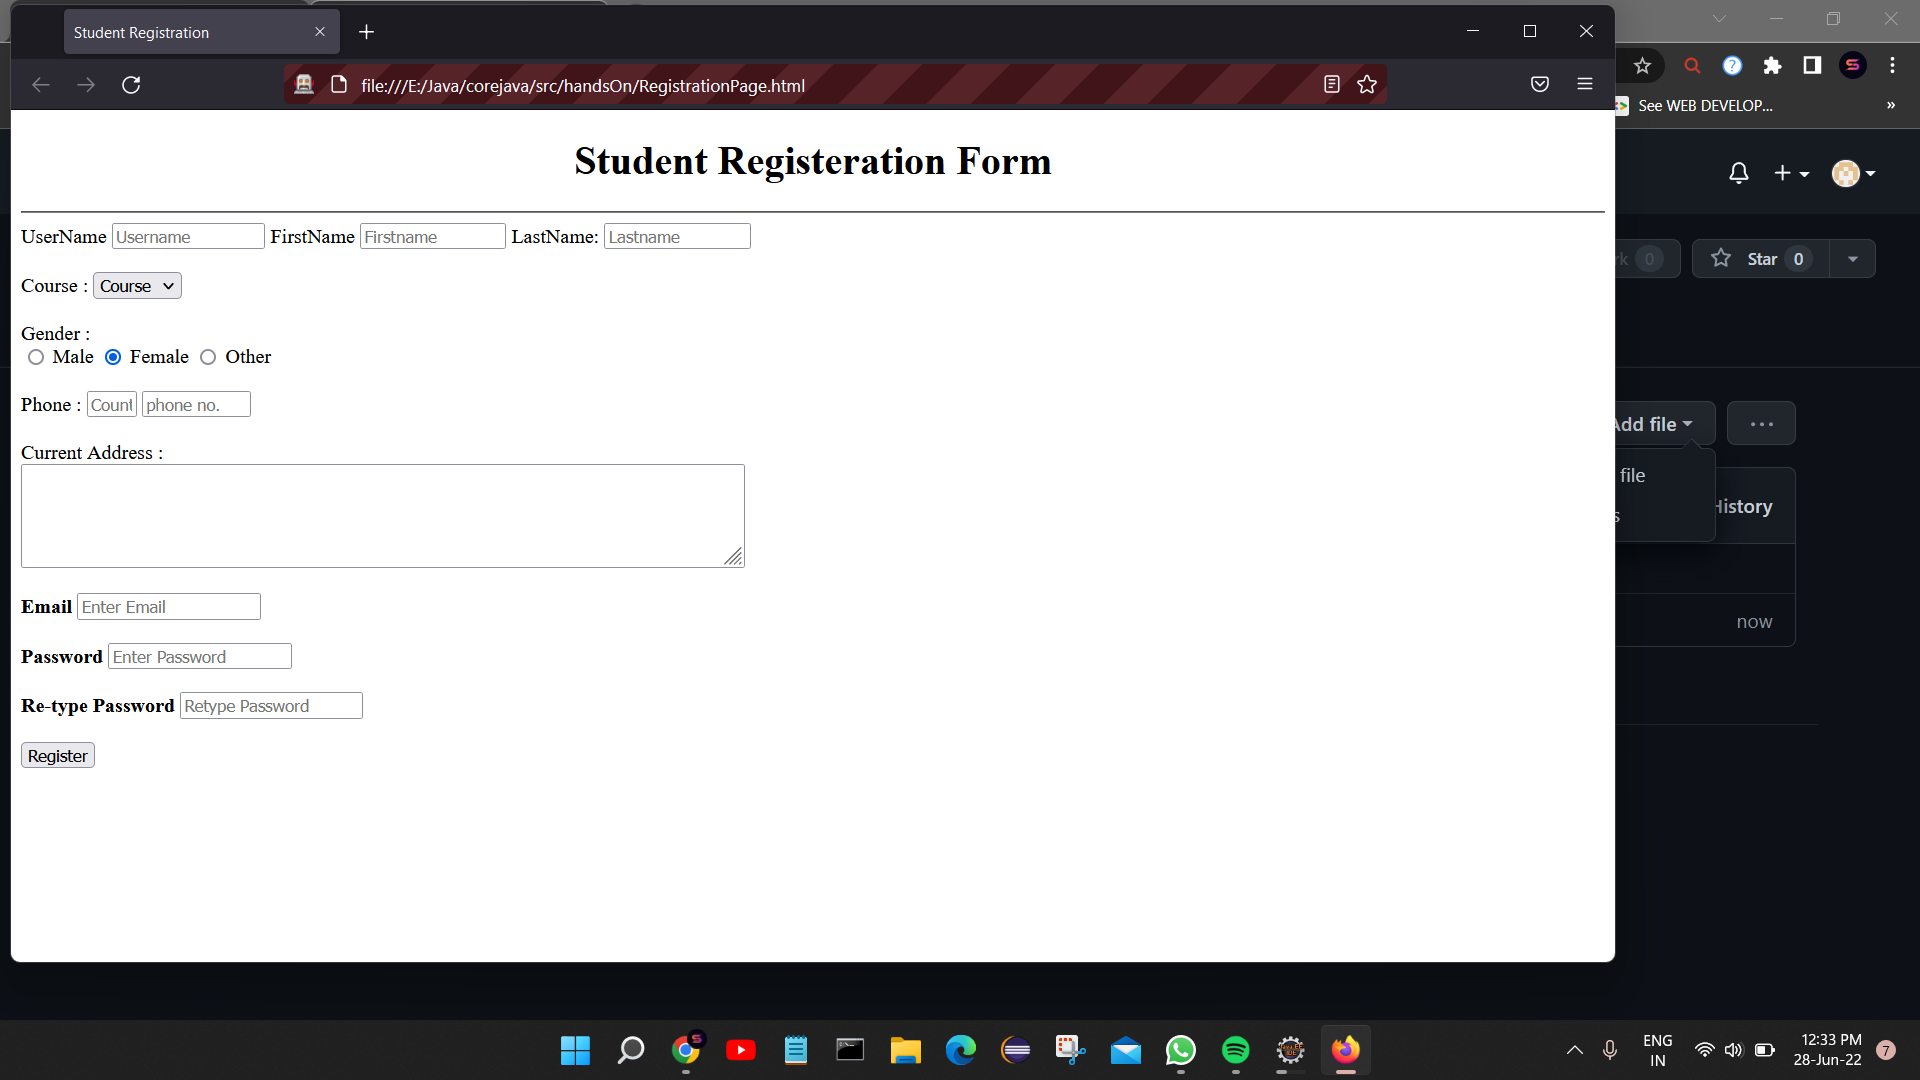 Student Registration
file:///E:/Java/corejava/src/handsOn/RegistrationPage.html
See WEB DEVELOP...
Student Registeration Form
UserName Username FirstName Firstname LastName: Lastname
Star 0
0
Course : Course
Gender :
Male Female Other
Phone : Count phone no.
Add file
file
History
Current Address :
Email Enter Email
now
Password Enter Password
Re-type Password Retype Password
Register
ENG
IN
12:33 PM
28-Jun-22
7